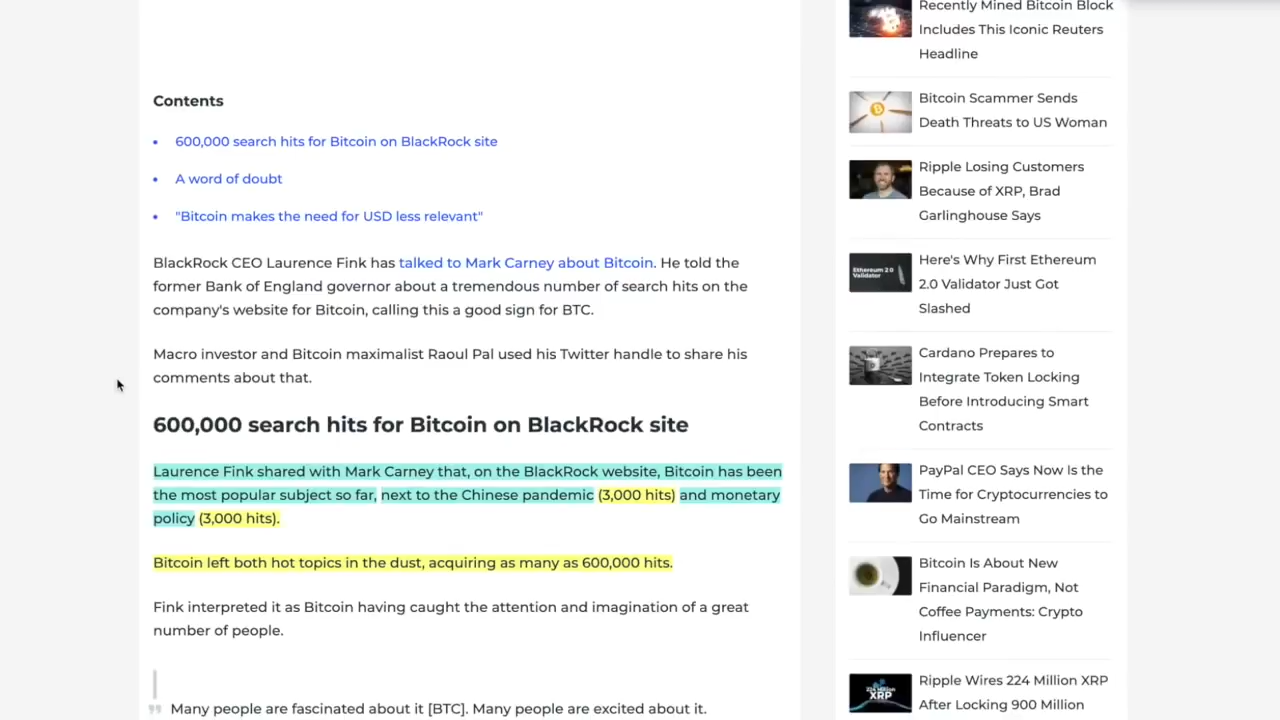 Contents
600,000 search hits for Bitcoin on BlackRock site
A word of doubt
"Bitcoin makes the need for USD less relevant"
BlackRock CEO Laurence Fink has talked to Mark Carney about Bitcoin. He told the
former Bank of England governor about a tremendous number of search hits on the
company's website for Bitcoin, calling this a good sign for BTC.
Macro investor and Bitcoin maximalist Raoul Pal used his Twitter handle to share his
comments about that.
600,000 search hits for Bitcoin on BlackRock site
Laurence Fink shared with Mark Carney that, on the BlackRock website, Bitcoin has been
the most popular subject so far, next to the Chinese pandemic (3,000 hits) and monetary
policy (3,000 hits).
Bitcoin left both hot topics in the dust, acquiring as many as 600,000 hits.
Fink interpreted it as Bitcoin having caught the attention and imagination of a great
number of people.
Many people are fascinated about it [BTC]. Many people are excited about it.
Recently Mined Bitcoin Block
Includes This Iconic Reuters
Headline
Bitcoin Scammer Sends
Death Threats to US Woman
Ripple Losing Customers
Because of XRP, Brad
Garlinghouse Says
Ethereum 2.0
Validator
Here's Why First Ethereum
2.0 Validator Just Got
Slashed
Cardano Prepares to
Integrate Token Locking
Before Introducing Smart
Contracts
PayPal CEO Says Now Is the
Time for Cryptocurrencies to
Go Mainstream
Bitcoin Is About New
Financial Paradigm, Not
Coffee Payments: Crypto
Influencer
224 Million
XRP
Ripple Wires 224 Million XRP
After Locking 900 Million